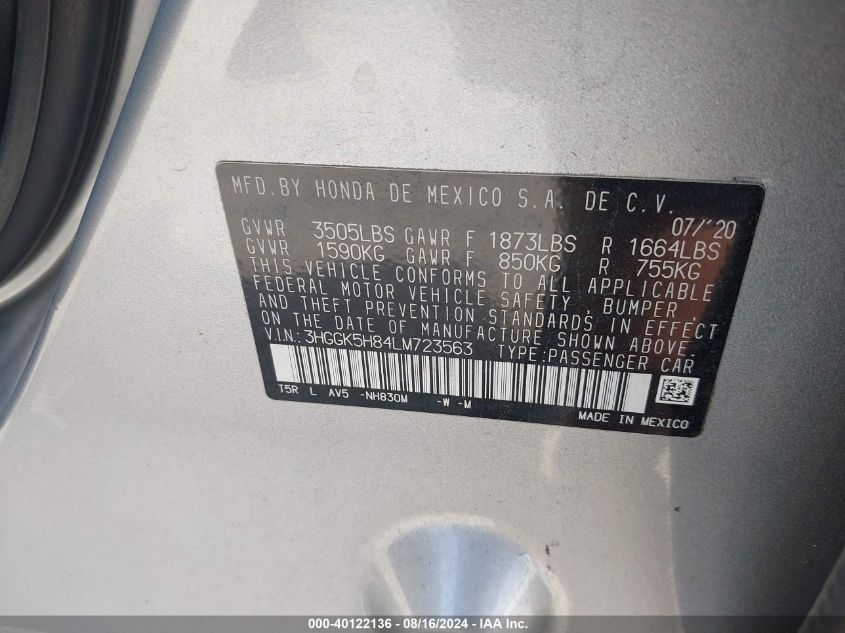 MFD.BY HONDA DE MEXICO S.A. DE C.V.
07/'20
GVWR 3505LBS GAWR F 1873LBS R 1664LBS
GVWR 1590KG GAWR F 850KG R 755KG
THIS VEHICLE CONFORMS TO ALL APPLICABLE
FEDERAL MOTOR VEHICLE SAFETY, BUMPER,
AND THEFT PREVENTION STANDARDS IN EFFECT
ON THE DATE OF MANUFACTURE SHOWN ABOVE.
V.I.N.:3HGGK5H84LM723563 TYPE:PASSENGER CAR
T5R L AV5 -NH830M -W -M
MADE IN MEXICO
000-40122136 - 08/16/2024 - IAA Inc.